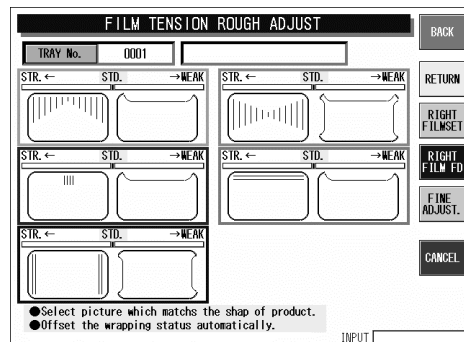 FILM TENSION ROUGH ADJUST
BACK
TRAY No. 0001
STR. ← STD. →WEAK
STR. ← STD. →WEAK
RETURN
RIGHT
FILMSET
STR. ← STD. →WEAK
STR. ← STD. →WEAK
RIGHT
FILM FD
FINE
ADJUST.
STR. ← STD. →WEAK
CANCEL
●Select picture which matchs the shap of product.
●Offset the wrapping status automatically.
INPUT